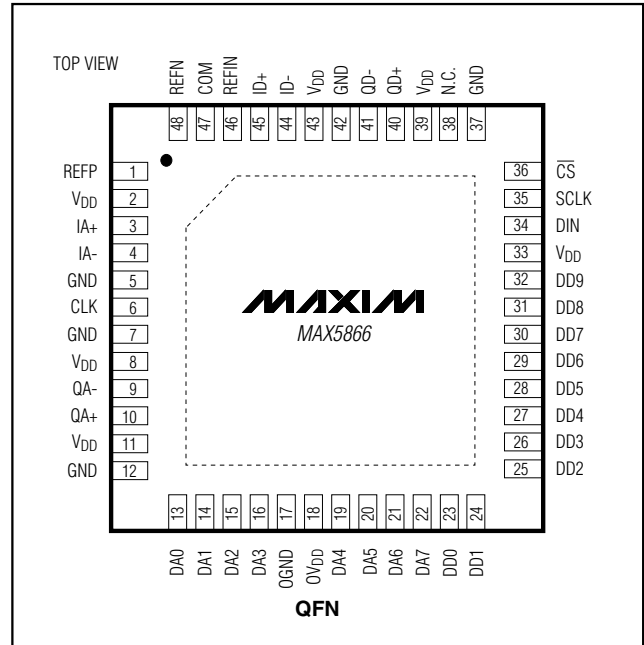 TOP VIEW
REFN
COM
REFIN
ID+
ID-
VDD
GND
QD-
QD+
VDD
N.C.
GND
48
47
46
45
44
43
42
41
40
39
38
37
REFP 1
VDD 2
IA+ 3
IA- 4
GND 5
CLK 6
GND 7
VDD 8
QA- 9
QA+ 10
VDD 11
GND 12
36 C̅S̅
35 SCLK
34 DIN
33 VDD
32 DD9
31 DD8
30 DD7
29 DD6
28 DD5
27 DD4
26 DD3
25 DD2
MAXIM
MAX5866
13
14
15
16
17
18
19
20
21
22
23
24
DA0
DA1
DA2
DA3
OGND
OVDD
DA4
DA5
DA6
DA7
DD0
DD1
QFN